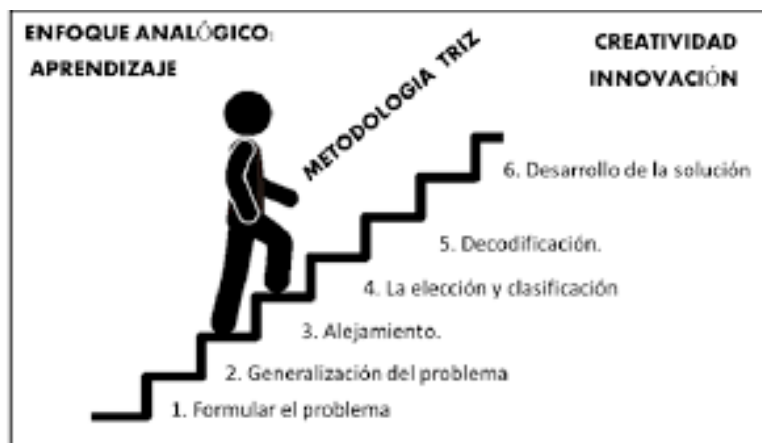 ENFOQUE ANALÓGICO:
APRENDIZAJE
METODOLOGIA TRIZ
CREATIVIDAD
INNOVACIÓN
6. Desarrollo de la solución
5. Decodificación.
4. La elección y clasificación
3. Alejamiento.
2. Generalización del problema
1. Formular el problema